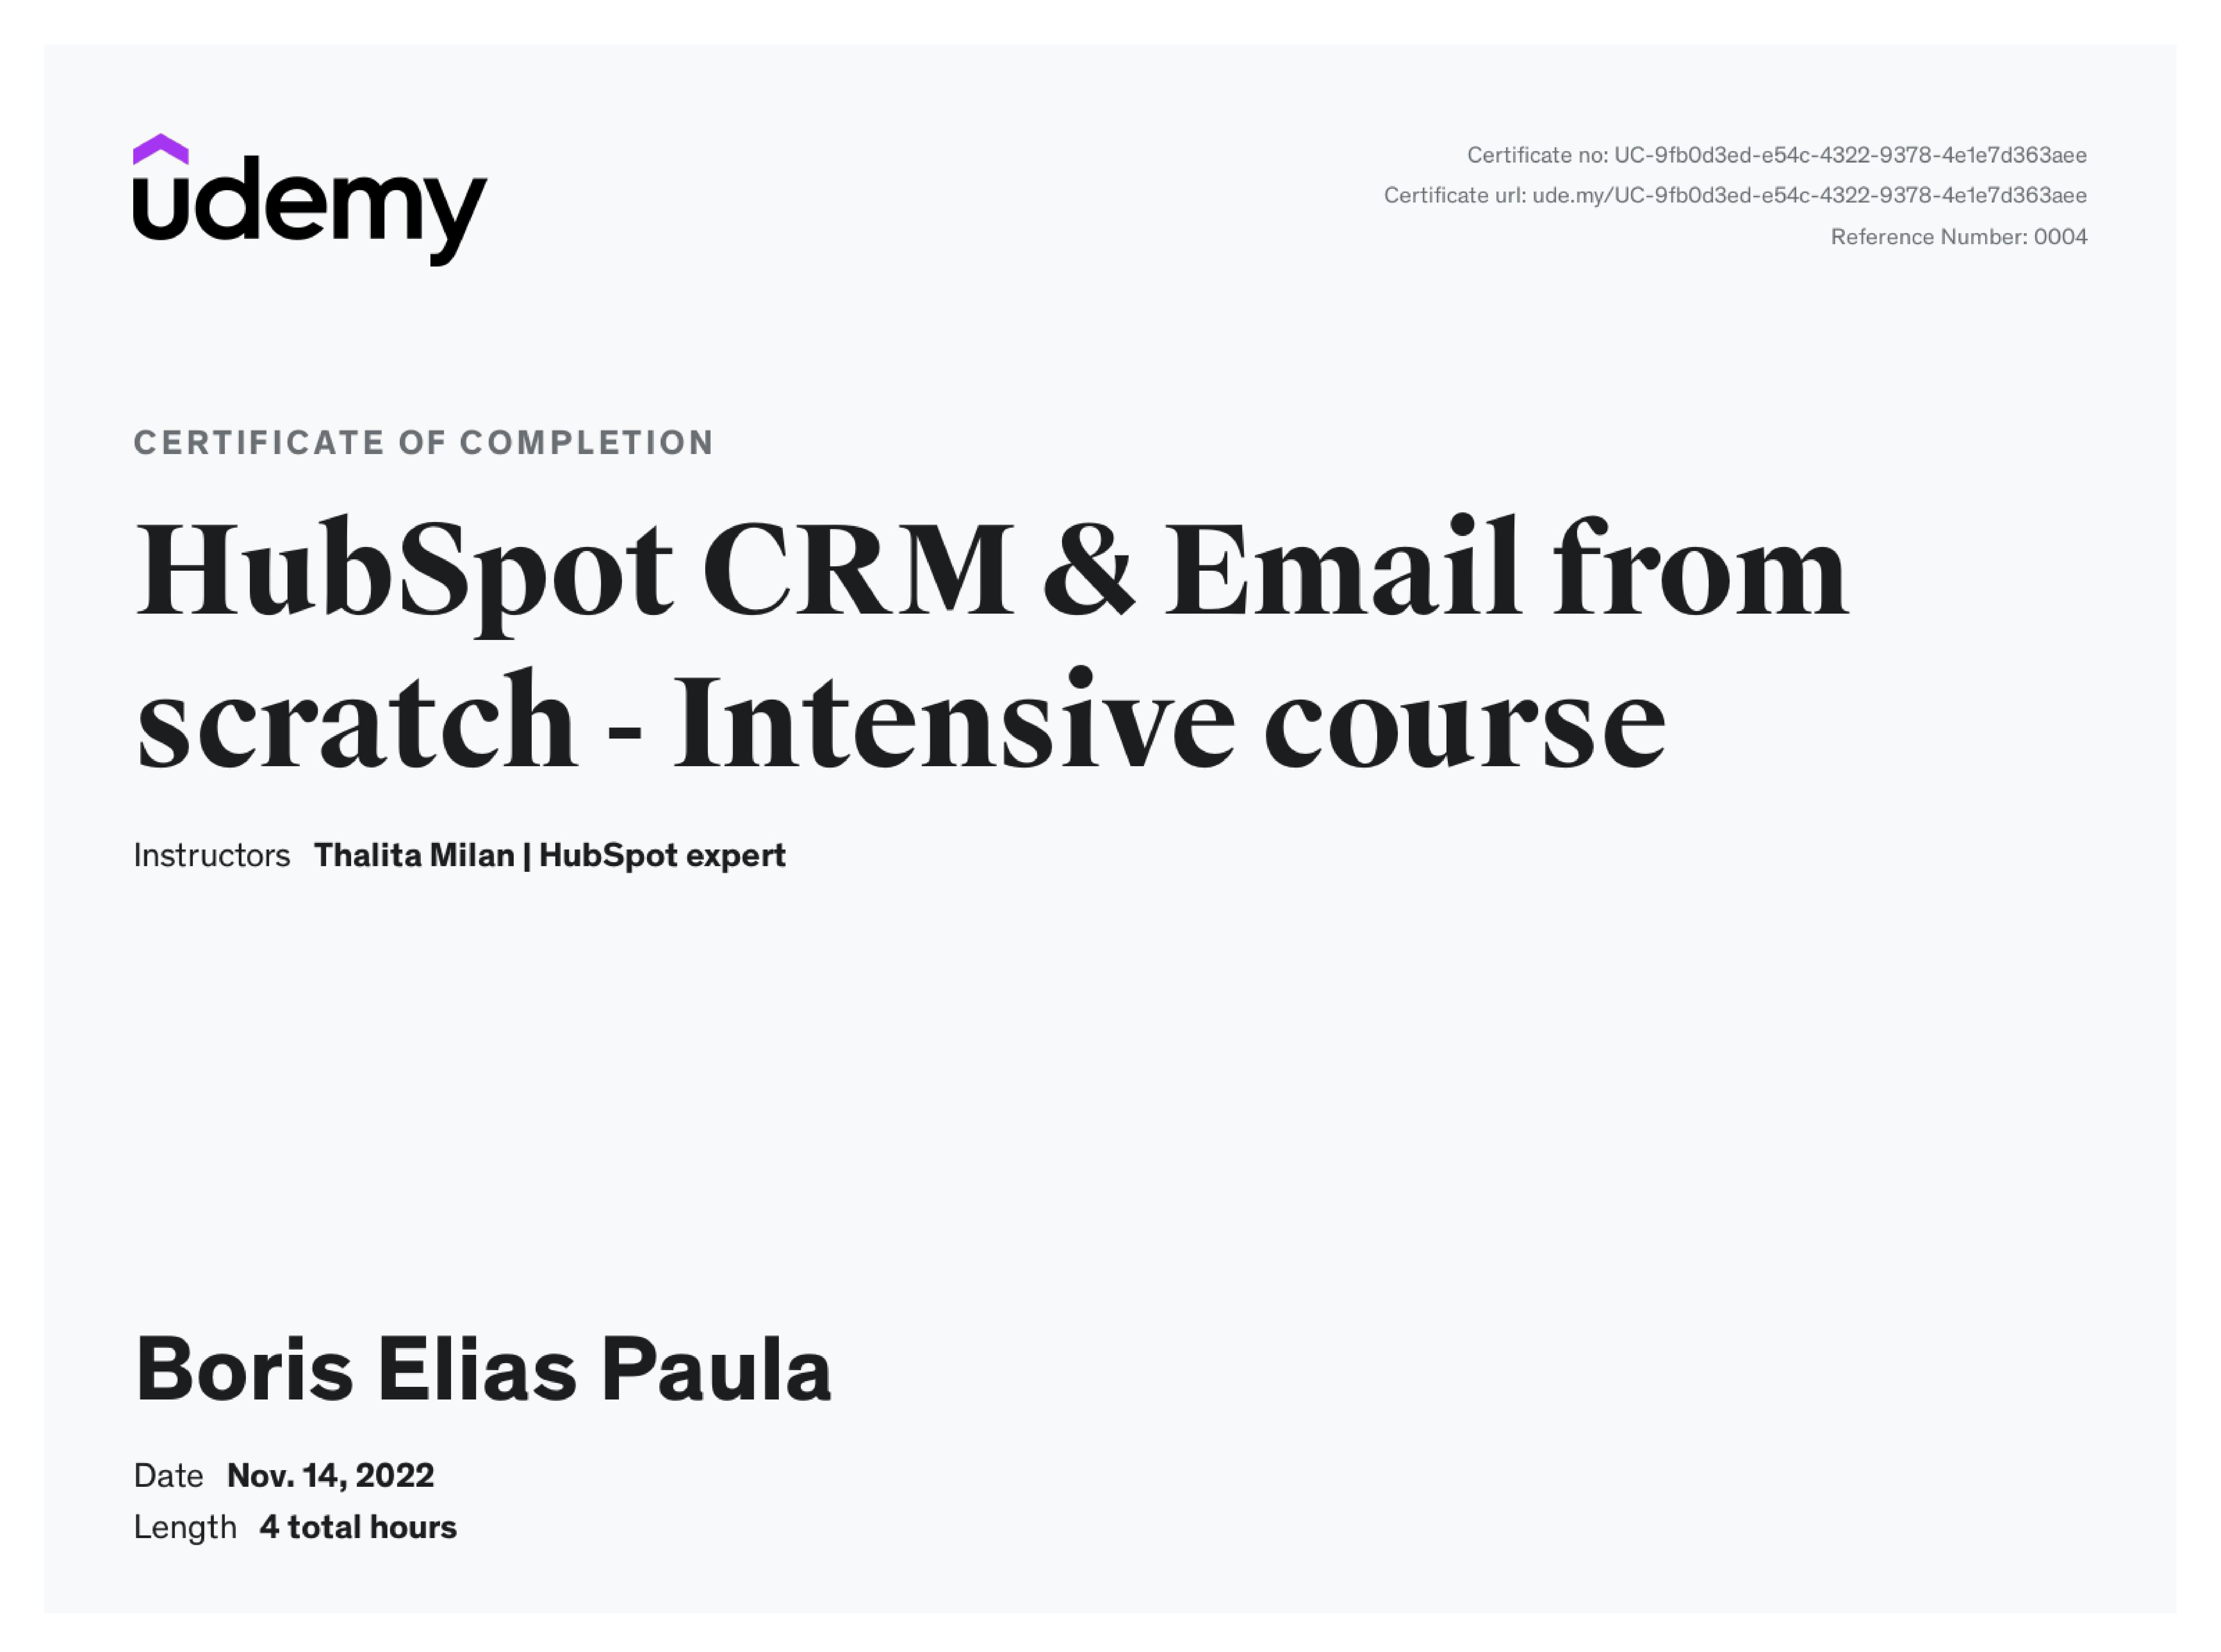 udemy
Certificate no: UC-9fb0d3ed-e54c-4322-9378-4e1e7d363aee
Certificate url: ude.my/UC-9fb0d3ed-e54c-4322-9378-4e1e7d363aee
Reference Number: 0004
CERTIFICATE OF COMPLETION
HubSpot CRM & Email from
scratch - Intensive course
Instructors Thalita Milan | HubSpot expert
Boris Elias Paula
Date Nov. 14, 2022
Length 4 total hours